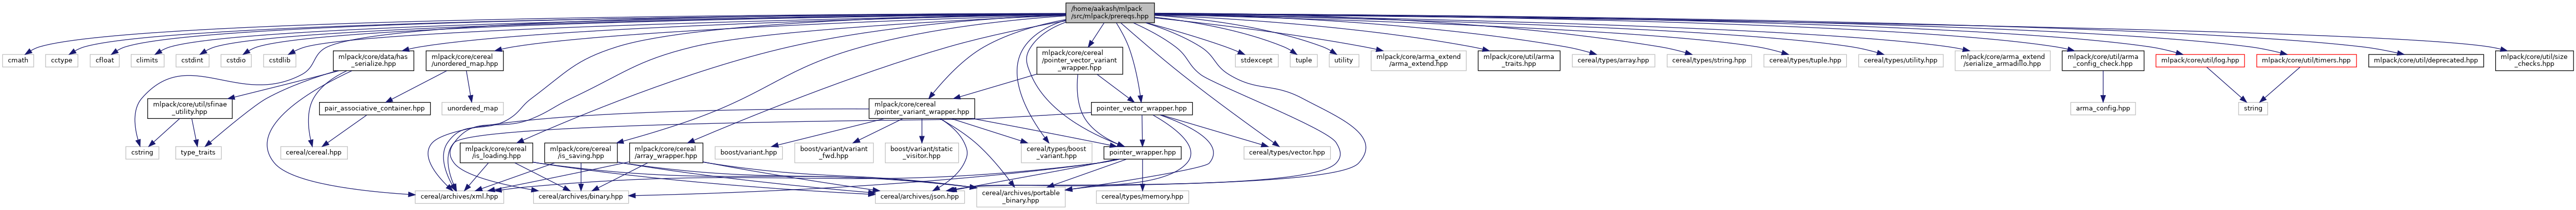 /home/aakash/mlpack
/src/mlpack/prereqs.hpp
cmath
cctype
cfloat
climits
cstdint
cstdio
cstdlib
mlpack/core/data/has
_serialize.hpp
mlpack/core/cereal
/unordered_map.hpp
mlpack/core/cereal
/pointer_vector_variant
_wrapper.hpp
stdexcept
tuple
utility
mlpack/core/arma_extend
/arma_extend.hpp
mlpack/core/util/arma
_traits.hpp
cereal/types/array.hpp
cereal/types/string.hpp
cereal/types/tuple.hpp
cereal/types/utility.hpp
mlpack/core/arma_extend
/serialize_armadillo.hpp
mlpack/core/util/arma
_config_check.hpp
mlpack/core/util/log.hpp
mlpack/core/util/timers.hpp
mlpack/core/util/deprecated.hpp
mlpack/core/util/size
_checks.hpp
mlpack/core/util/sfinae
_utility.hpp
pair_associative_container.hpp
unordered_map
mlpack/core/cereal
/pointer_variant_wrapper.hpp
pointer_vector_wrapper.hpp
arma_config.hpp
string
cstring
type_traits
cereal/cereal.hpp
mlpack/core/cereal
/is_loading.hpp
mlpack/core/cereal
/is_saving.hpp
mlpack/core/cereal
/array_wrapper.hpp
boost/variant.hpp
boost/variant/variant
_fwd.hpp
boost/variant/static
_visitor.hpp
cereal/types/boost
_variant.hpp
pointer_wrapper.hpp
cereal/types/vector.hpp
cereal/archives/xml.hpp
cereal/archives/binary.hpp
cereal/archives/json.hpp
cereal/archives/portable
_binary.hpp
cereal/types/memory.hpp